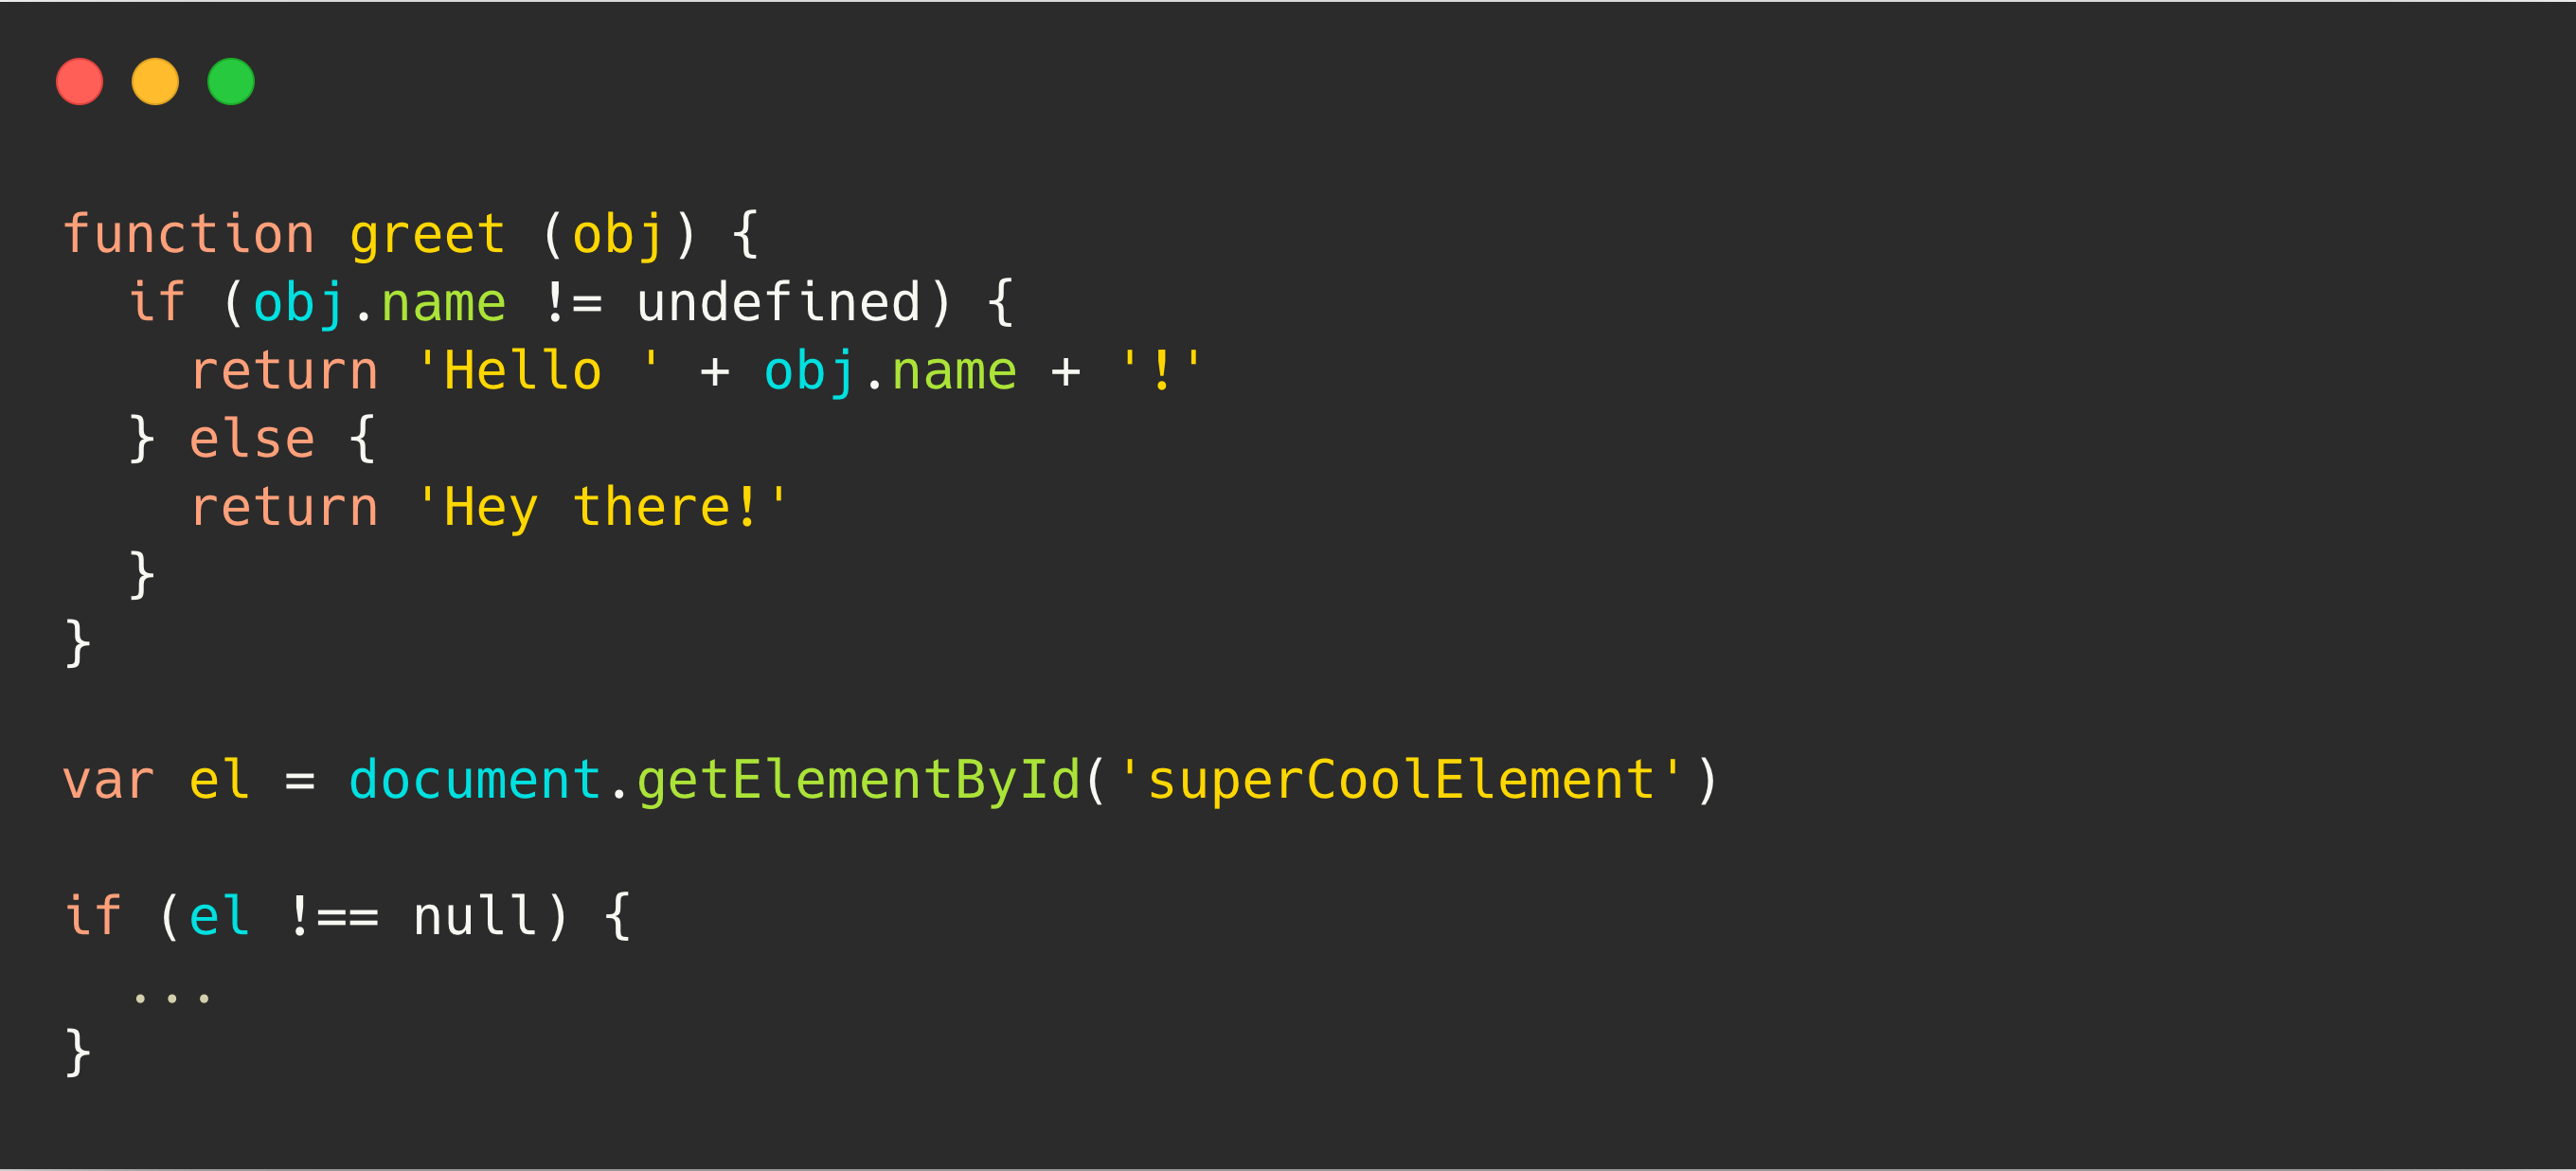 function greet (obj) {
  if (obj.name != undefined) {
    return 'Hello ' + obj.name + '!'
  } else {
    return 'Hey there!'
  }
}

var el = document.getElementById('superCoolElement')

if (el !== null) {
  ...
}